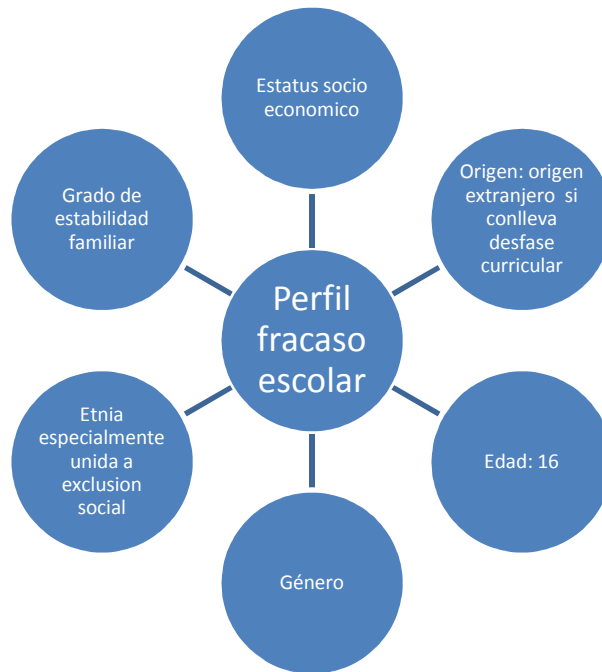 Estatus socio
economico
Origen: origen
extranjero si
conlleva
desfase
curricular
Edad: 16
Género
Etnia
especialmente
unida a
exclusion
social
Grado de
estabilidad
familiar
Perfil
fracaso
escolar